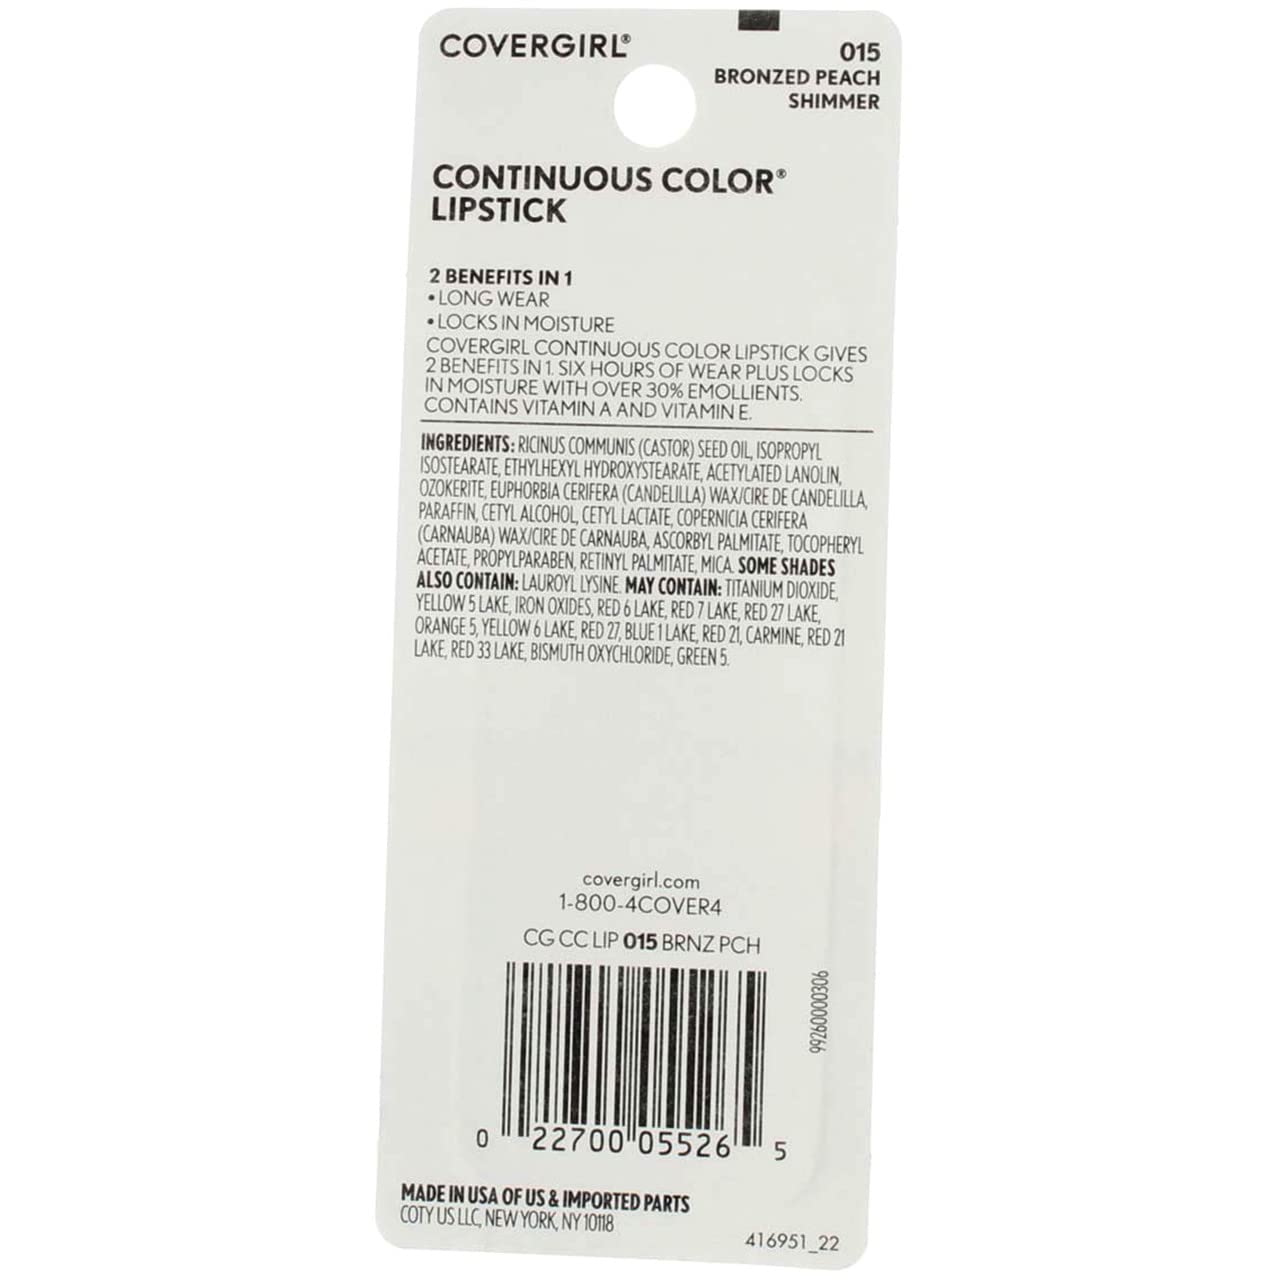 COVERGIRL®
015
BRONZED PEACH
SHIMMER
CONTINUOUS COLOR®
LIPSTICK
2 BENEFITS IN 1
• LONG WEAR
• LOCKS IN MOISTURE
COVERGIRL CONTINUOUS COLOR LIPSTICK GIVES
2 BENEFITS IN 1. SIX HOURS OF WEAR PLUS LOCKS
IN MOISTURE WITH OVER 30% EMOLLIENTS.
CONTAINS VITAMIN A AND VITAMIN E.
INGREDIENTS: RICINUS COMMUNIS (CASTOR) SEED OIL, ISOPROPYL
ISOSTEARATE, ETHYLHEXYL HYDROXYSTEARATE, ACETYLATED LANOLIN,
OZOKERITE, EUPHORBIA CERIFERA (CANDELILLA) WAX/CIRE DE CANDELILLA,
PARAFFIN, CETYL ALCOHOL, CETYL LACTATE, COPERNICIA CERIFERA
(CARNAUBA) WAX/CIRE DE CARNAUBA, ASCORBYL PALMITATE, TOCOPHERYL
ACETATE, PROPYLPARABEN, RETINYL PALMITATE, MICA. SOME SHADES
ALSO CONTAIN: LAUROYL LYSINE. MAY CONTAIN: TITANIUM DIOXIDE,
YELLOW 5 LAKE, IRON OXIDES, RED 6 LAKE, RED 7 LAKE, RED 27 LAKE,
ORANGE 5, YELLOW 6 LAKE, RED 27, BLUE 1 LAKE, RED 21, CARMINE, RED 21
LAKE, RED 33 LAKE, BISMUTH OXYCHLORIDE, GREEN 5.
covergirl.com
1-800-4COVER4
CG CC LIP 015 BRNZ PCH
99260000306
0 22700 05526 5
MADE IN USA OF US & IMPORTED PARTS
COTY US LLC, NEW YORK, NY 10118
416951_22